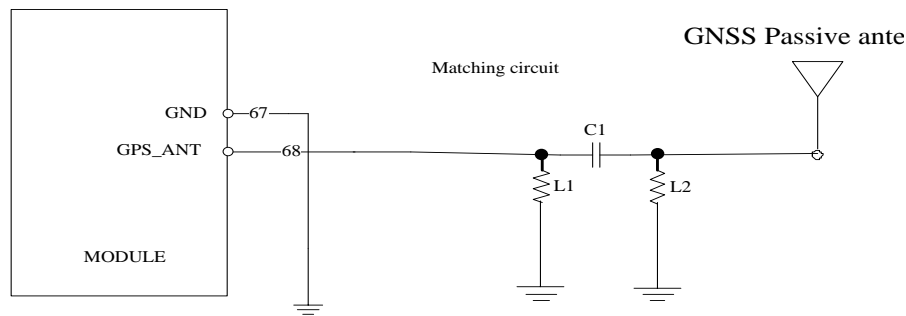 GNSS Passive ante
Matching circuit
GND
67
C1
GPS_ANT
68
L1
L2
MODULE